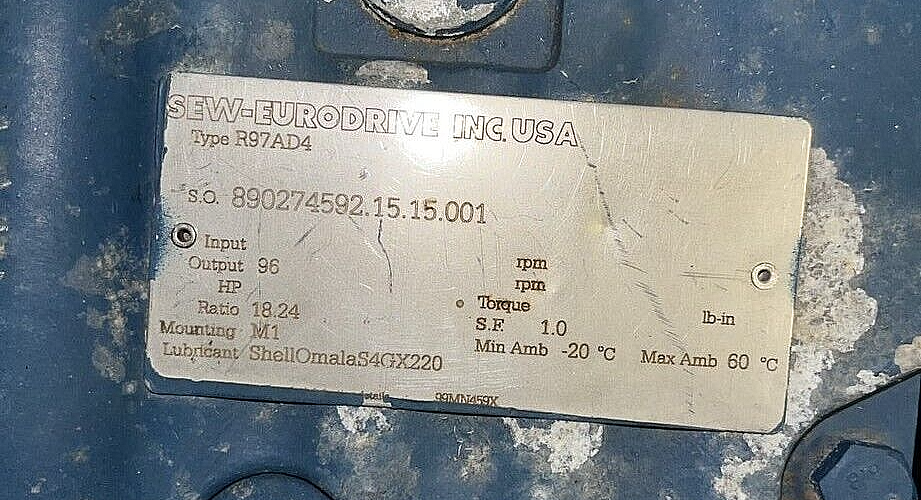 SEW-EURODRIVE INC. USA
Type R97AD4
S.O. 890274592.15.15.001
Input rpm
Output 96 rpm
HP Torque lb-in
Ratio 18.24 S.F. 1.0
Mounting M1 Min Amb -20 °C Max Amb 60 °C
Lubricant ShellOmalaS4GX220
99MN459X